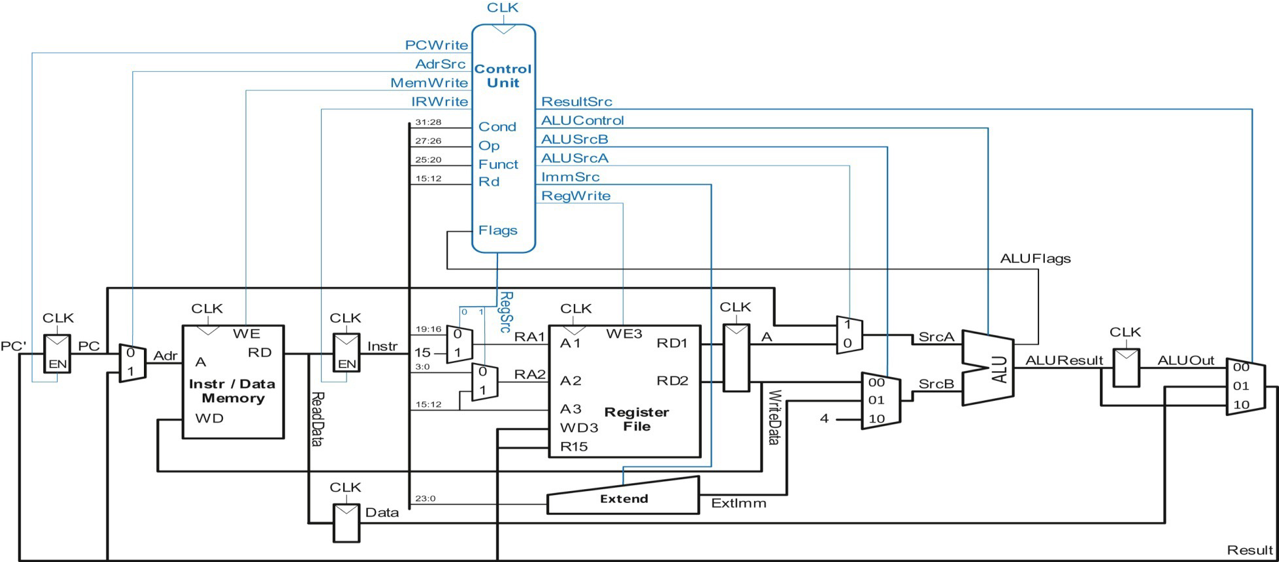 CLK
PCWrite
AdrSrc
MemWrite
IRWrite
Control
Unit
31:28 Cond
27:26 Op
25:20 Funct
15:12 Rd
Flags
ResultSrc
ALUControl
ALUSrcB
ALUSrcA
ImmSrc
RegWrite
ALUFlags
RegSrc
0 1
PC'
CLK
EN
PC
0
1
Adr
CLK
WE
A
RD
Instr / Data
Memory
WD
ReadData
CLK
EN
Instr
19:16
15
0
1
RA1
3:0
0
1
RA2
15:12
CLK
WE3
A1
RD1
A2
RD2
A3
Register
File
WD3
R15
CLK
A
WriteData
1
0
SrcA
00
01
10
4
SrcB
ALU
ALUResult
CLK
ALUOut
00
01
10
23:0
Extend
ExtImm
CLK
Data
Result